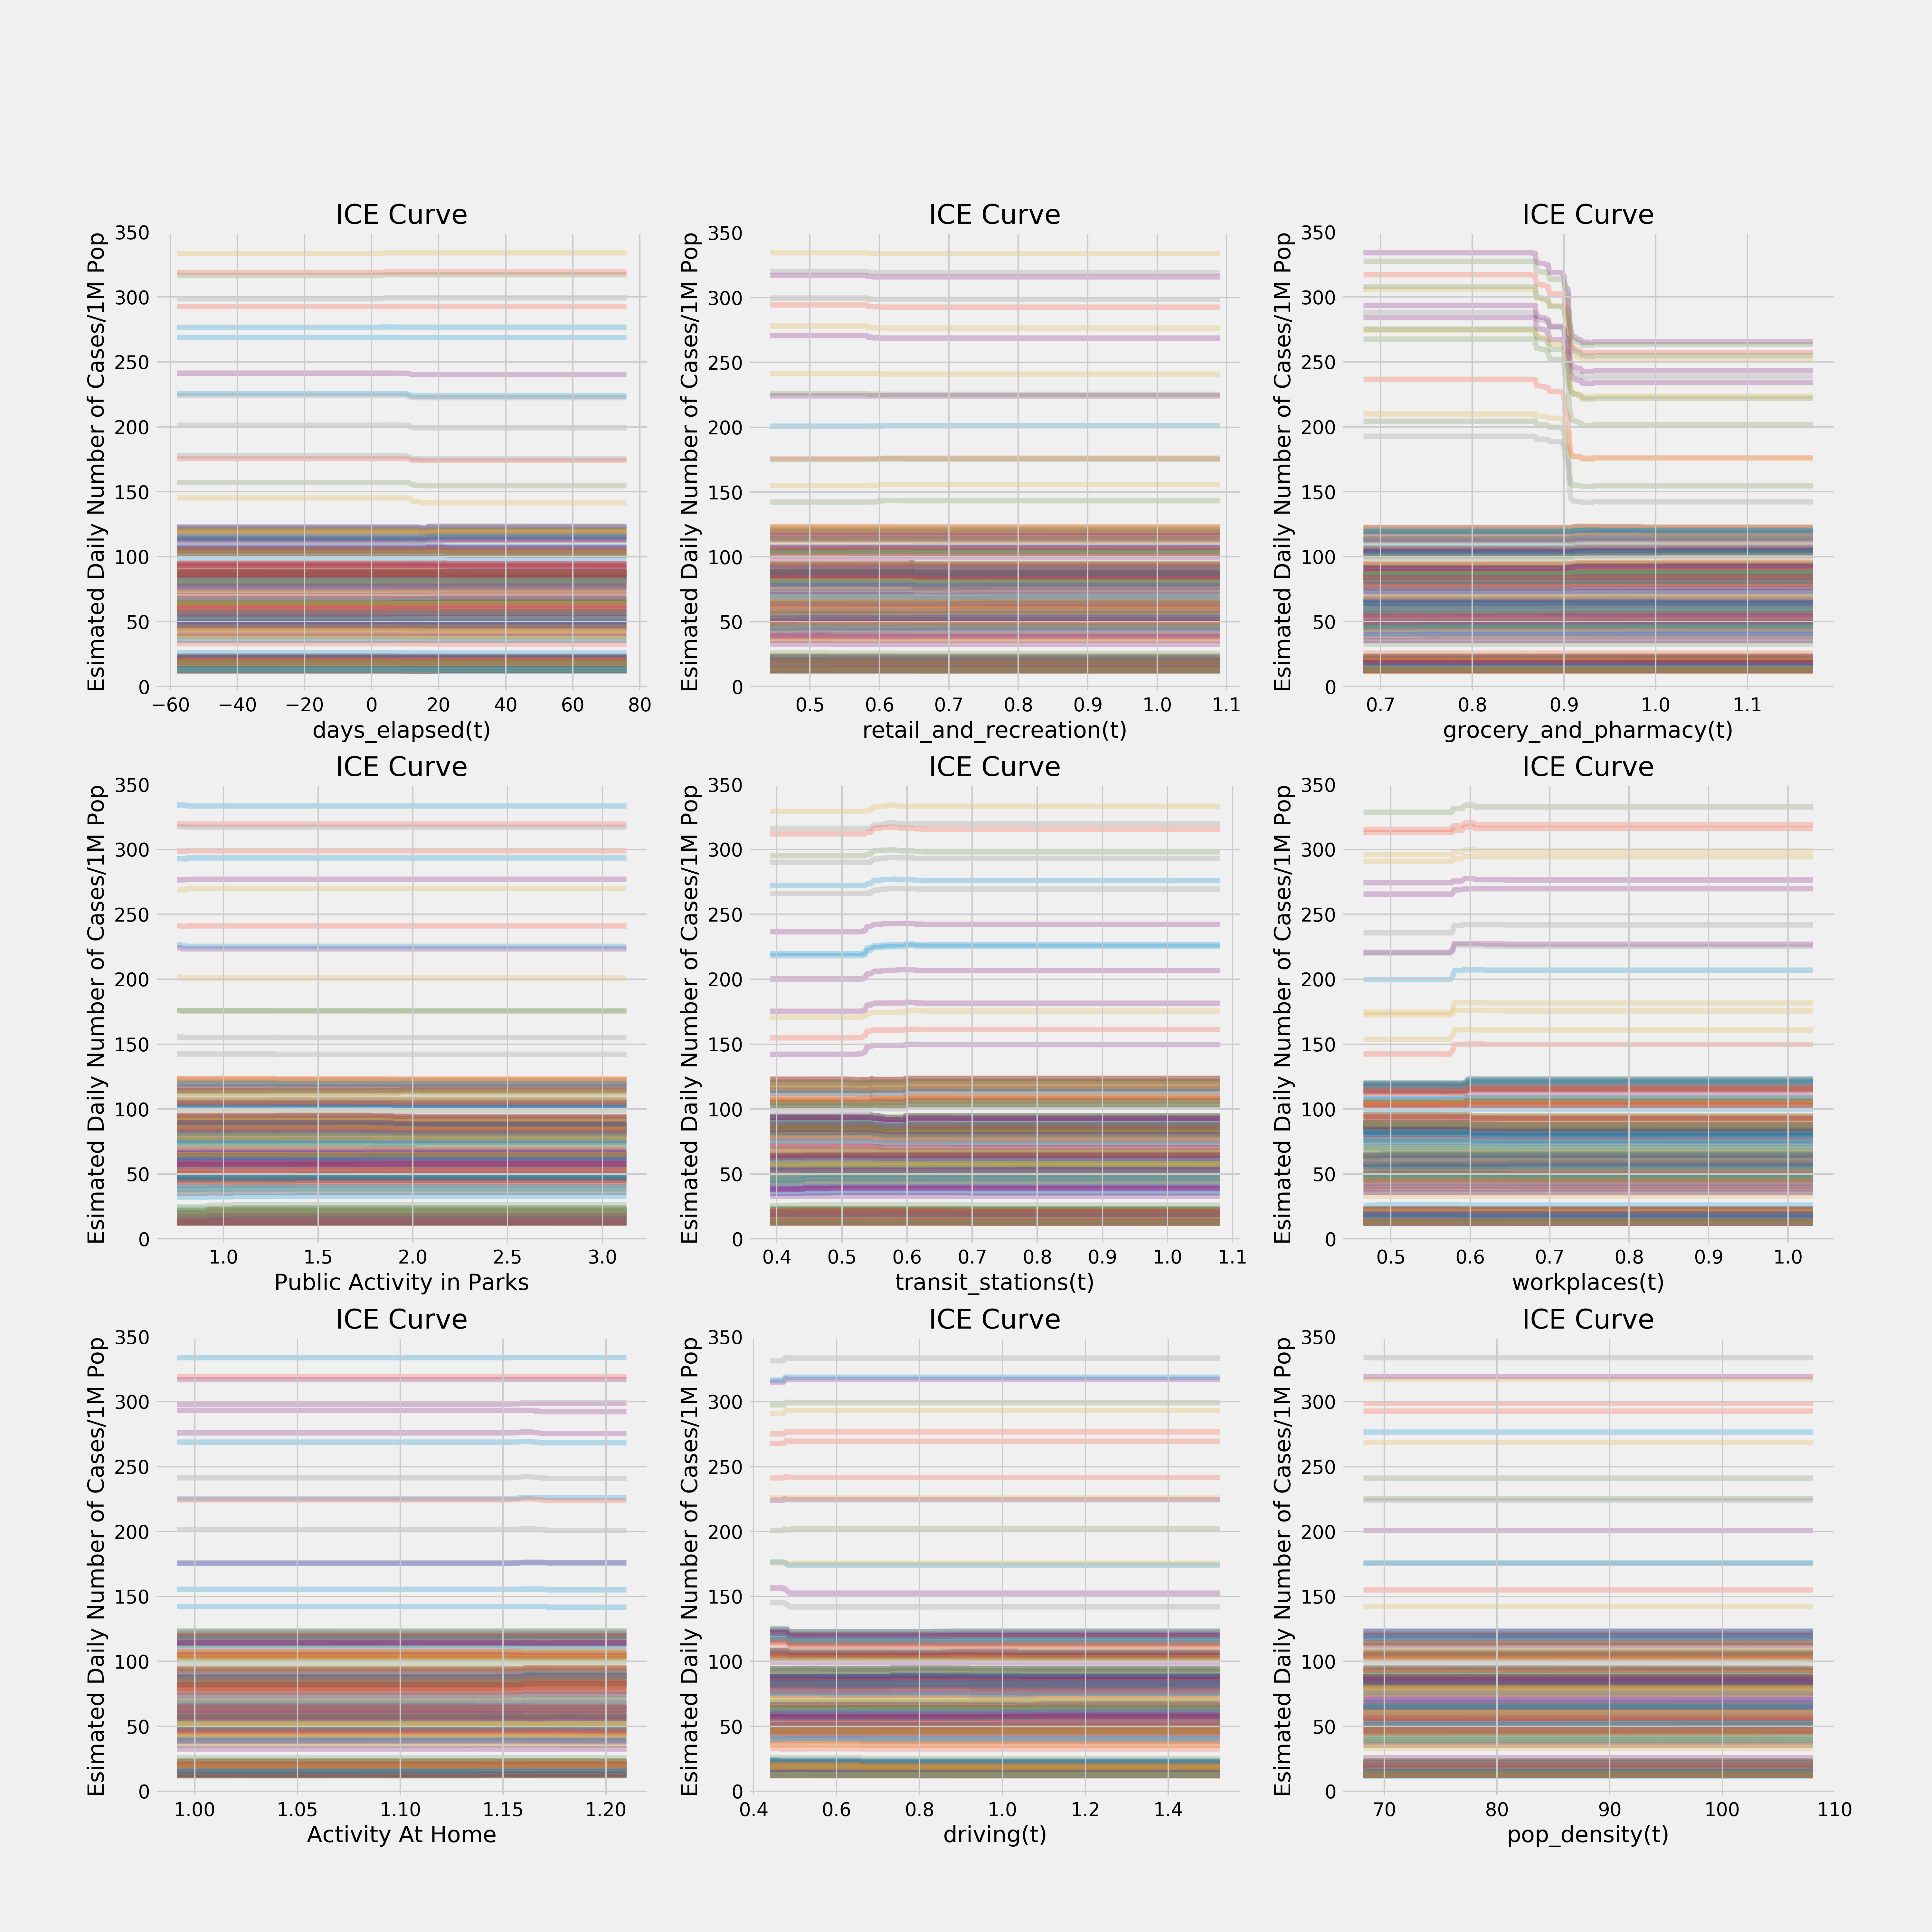 ICE Curve
Esimated Daily Number of Cases/1M Pop
350
300
250
200
150
100
50
0
−60 −40 −20 0 20 40 60 80
days_elapsed(t)
ICE Curve
Esimated Daily Number of Cases/1M Pop
350
300
250
200
150
100
50
0
0.5 0.6 0.7 0.8 0.9 1.0 1.1
retail_and_recreation(t)
ICE Curve
Esimated Daily Number of Cases/1M Pop
350
300
250
200
150
100
50
0
0.7 0.8 0.9 1.0 1.1
grocery_and_pharmacy(t)
ICE Curve
Esimated Daily Number of Cases/1M Pop
350
300
250
200
150
100
50
0
1.0 1.5 2.0 2.5 3.0
Public Activity in Parks
ICE Curve
Esimated Daily Number of Cases/1M Pop
350
300
250
200
150
100
50
0
0.4 0.5 0.6 0.7 0.8 0.9 1.0 1.1
transit_stations(t)
ICE Curve
Esimated Daily Number of Cases/1M Pop
350
300
250
200
150
100
50
0
0.5 0.6 0.7 0.8 0.9 1.0
workplaces(t)
ICE Curve
Esimated Daily Number of Cases/1M Pop
350
300
250
200
150
100
50
0
1.00 1.05 1.10 1.15 1.20
Activity At Home
ICE Curve
Esimated Daily Number of Cases/1M Pop
350
300
250
200
150
100
50
0
0.4 0.6 0.8 1.0 1.2 1.4
driving(t)
ICE Curve
Esimated Daily Number of Cases/1M Pop
350
300
250
200
150
100
50
0
70 80 90 100 110
pop_density(t)